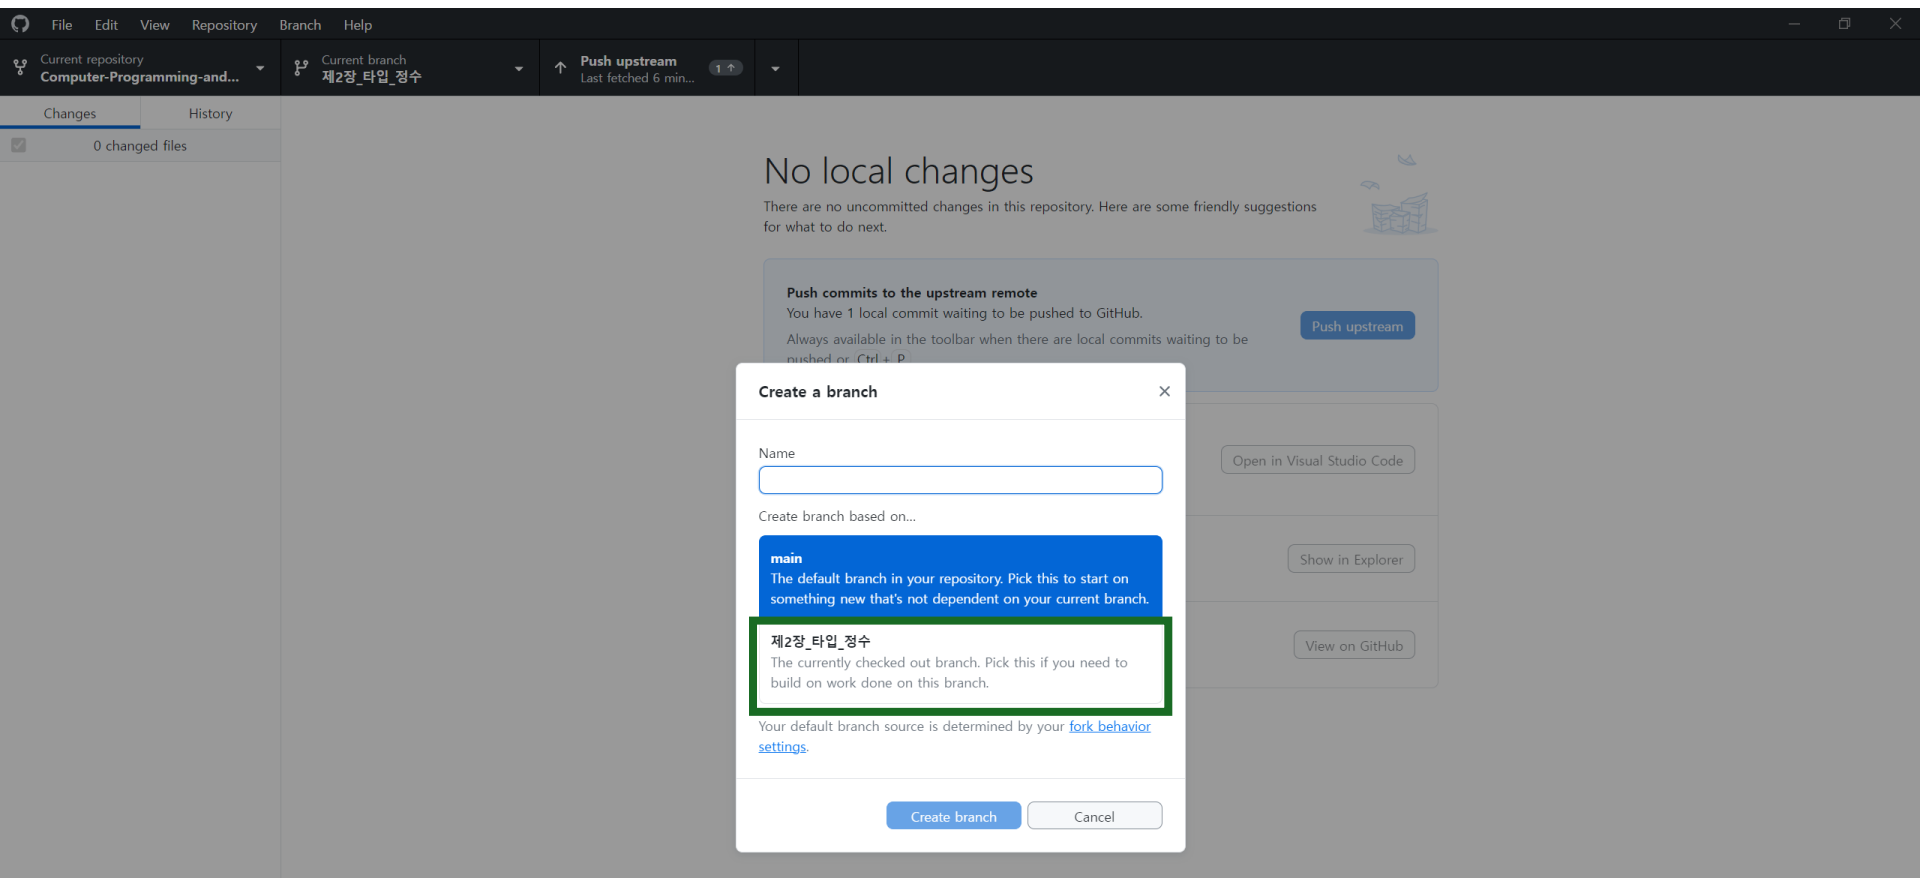 File Edit View Repository Branch Help
Current repository
Computer-Programming-and...
Current branch
제2장_타입_정수
Push upstream
Last fetched 6 min...
1
Changes History
0 changed files
No local changes
There are no uncommitted changes in this repository. Here are some friendly suggestions
for what to do next.
Push commits to the upstream remote
You have 1 local commit waiting to be pushed to GitHub.
Always available in the toolbar when there are local commits waiting to be
pushed or Ctrl + P
Push upstream
Open in Visual Studio Code
Show in Explorer
View on GitHub
Create a branch
Name
Create branch based on...
main
The default branch in your repository. Pick this to start on
something new that's not dependent on your current branch.
제2장_타입_정수
The currently checked out branch. Pick this if you need to
build on work done on this branch.
Your default branch source is determined by your fork behavior
settings.
Create branch Cancel